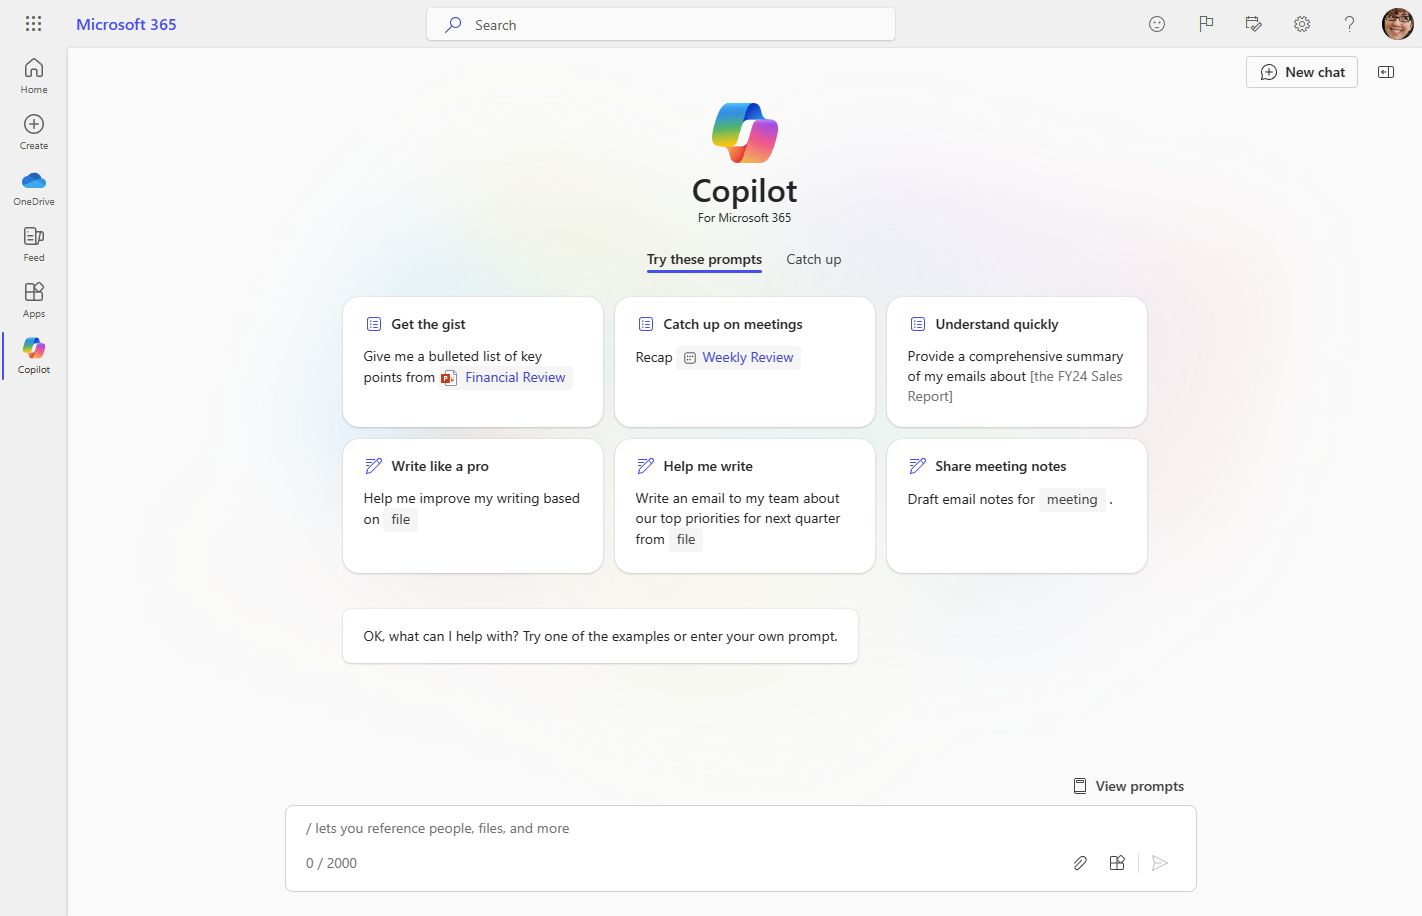 Microsoft 365
Search
New chat
Home
Create
OneDrive
Feed
Apps
Copilot
Copilot
For Microsoft 365
Try these prompts
Catch up
Get the gist
Give me a bulleted list of key
points from Financial Review
Catch up on meetings
Recap Weekly Review
Understand quickly
Provide a comprehensive summary
of my emails about [the FY24 Sales
Report]
Write like a pro
Help me improve my writing based
on file
Help me write
Write an email to my team about
our top priorities for next quarter
from file
Share meeting notes
Draft email notes for meeting .
OK, what can I help with? Try one of the examples or enter your own prompt.
View prompts
/ lets you reference people, files, and more
0 / 2000